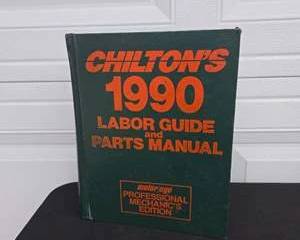 CHILTON'S
1990
LABOR GUIDE
and
PARTS MANUAL
motor/age
PROFESSIONAL
MECHANIC'S
EDITION